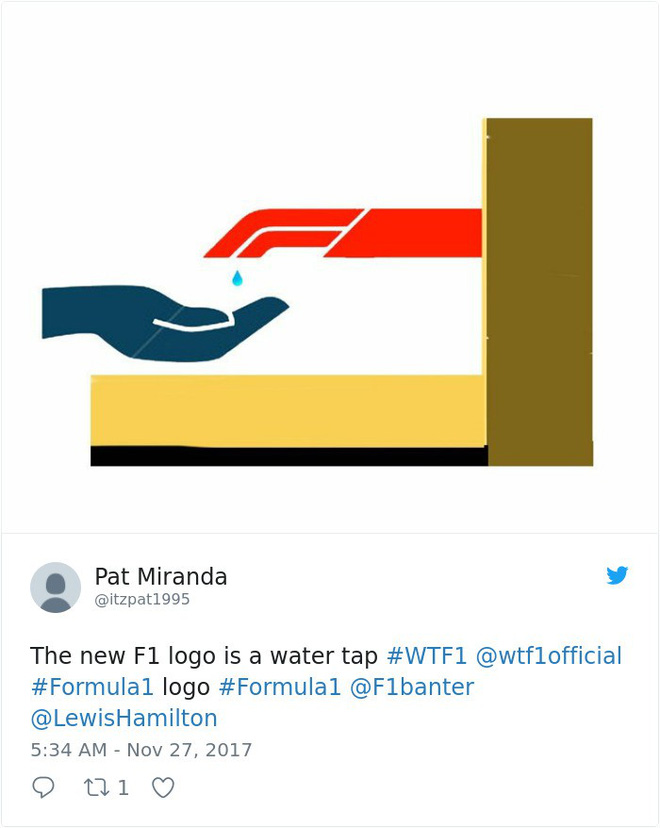 Pat Miranda
@itzpat1995
The new F1 logo is a water tap #WTF1 @wtf1official
#Formula1 logo #Formula1 @F1banter
@LewisHamilton
5:34 AM - Nov 27, 2017
1